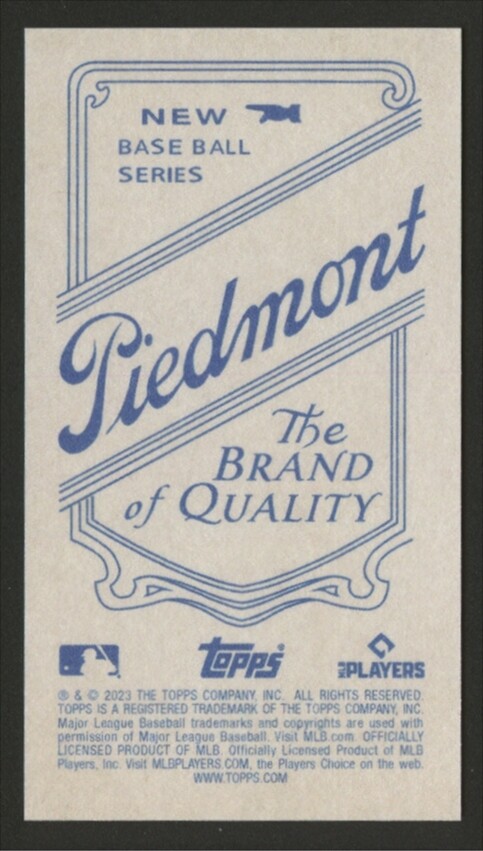 NEW
BASE BALL
SERIES
Piedmont
The
BRAND
of QUALITY
topps
MLB PLAYERS
® & © 2023 THE TOPPS COMPANY, INC. ALL RIGHTS RESERVED.
TOPPS IS A REGISTERED TRADEMARK OF THE TOPPS COMPANY, INC.
Major League Baseball trademarks and copyrights are used with
permission of Major League Baseball. Visit MLB.com. OFFICIALLY
LICENSED PRODUCT OF MLB. Officially Licensed Product of MLB
Players, Inc. Visit MLBPLAYERS.COM, the Players Choice on the web.
WWW.TOPPS.COM